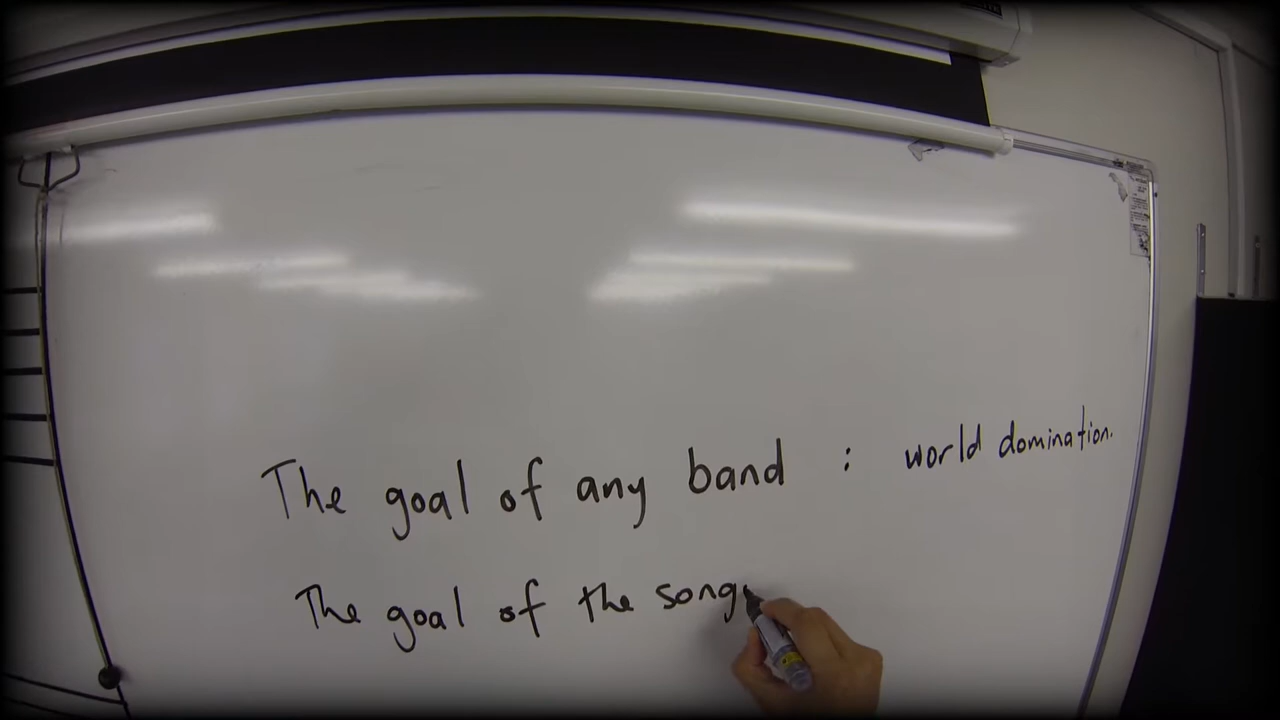 The goal of any band : world domination.
The goal of the song